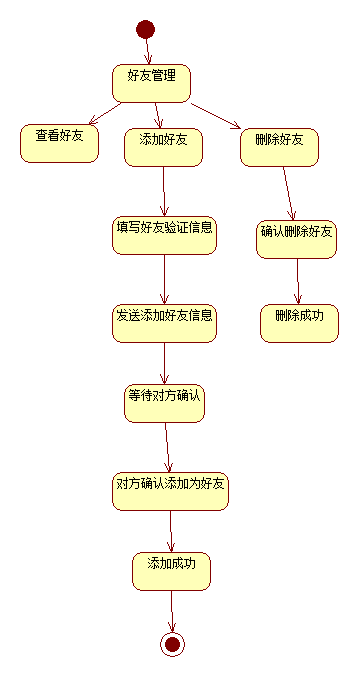 好友管理
查看好友
添加好友
删除好友
填写好友验证信息
确认删除好友
发送添加好友信息
删除成功
等待对方确认
对方确认添加为好友
添加成功